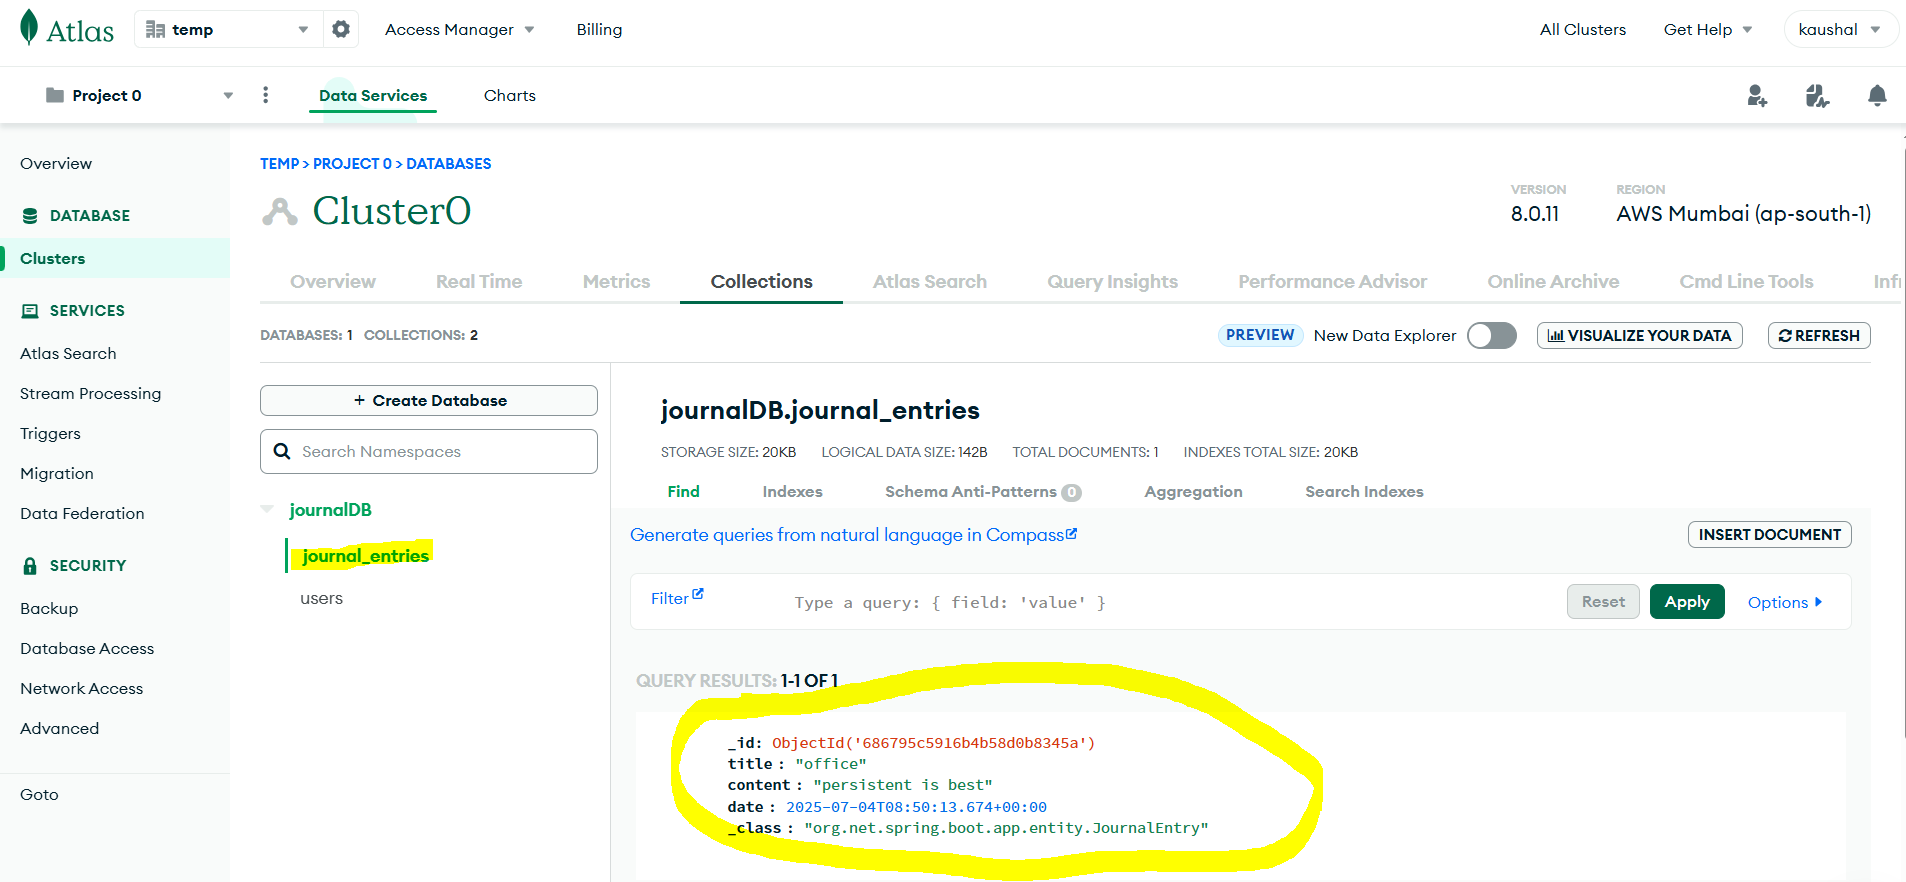 Atlas
temp
Access Manager
Billing
All Clusters
Get Help
kaushal
Project 0
Data Services
Charts
Overview
DATABASE
Clusters
SERVICES
Atlas Search
Stream Processing
Triggers
Migration
Data Federation
SECURITY
Backup
Database Access
Network Access
Advanced
Goto
TEMP > PROJECT 0 > DATABASES
Cluster0
VERSION
8.0.11
REGION
AWS Mumbai (ap-south-1)
Overview
Real Time
Metrics
Collections
Atlas Search
Query Insights
Performance Advisor
Online Archive
Cmd Line Tools
DATABASES: 1 COLLECTIONS: 2
PREVIEW
New Data Explorer
VISUALIZE YOUR DATA
REFRESH
+ Create Database
Search Namespaces
journalDB
journal_entries
users
journalDB.journal_entries
STORAGE SIZE: 20KB LOGICAL DATA SIZE: 142B TOTAL DOCUMENTS: 1 INDEXES TOTAL SIZE: 20KB
Find
Indexes
Schema Anti-Patterns 0
Aggregation
Search Indexes
Generate queries from natural language in Compass
INSERT DOCUMENT
Filter
Type a query: { field: 'value' }
Reset
Apply
Options
QUERY RESULTS: 1-1 OF 1
_id: ObjectId('686795c5916b4b58d0b8345a')
title : "office"
content : "persistent is best"
date : 2025-07-04T08:50:13.674+00:00
_class : "org.net.spring.boot.app.entity.JournalEntry"